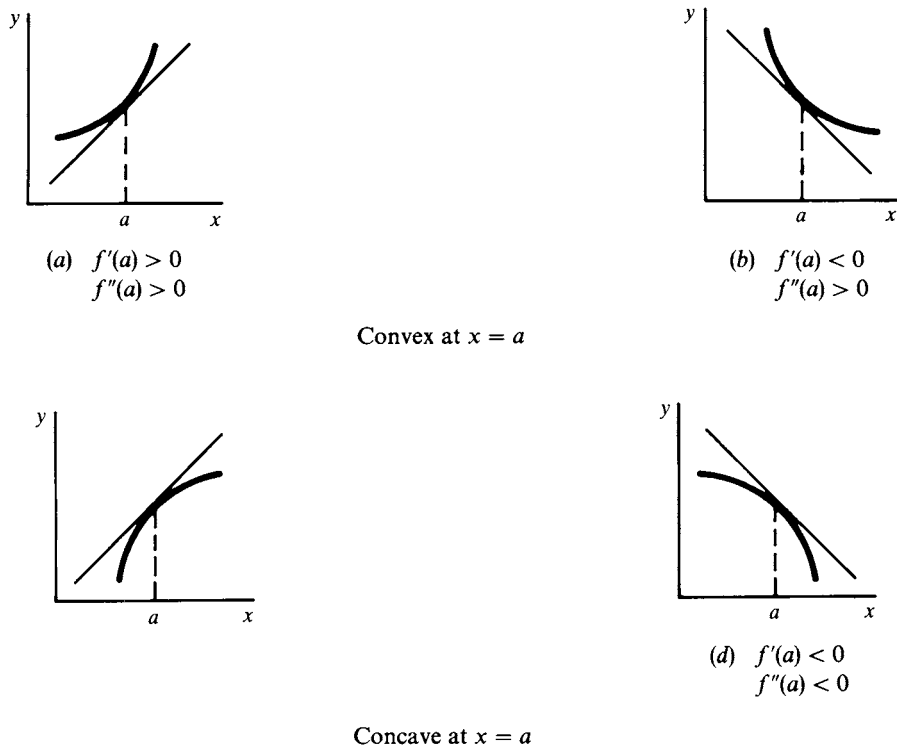 y
y
a
x
a
x
(a) f'(a) > 0
f''(a) > 0
(b) f'(a) < 0
f''(a) > 0
Convex at x = a
y
y
a
x
a
x
(d) f'(a) < 0
f''(a) < 0
Concave at x = a